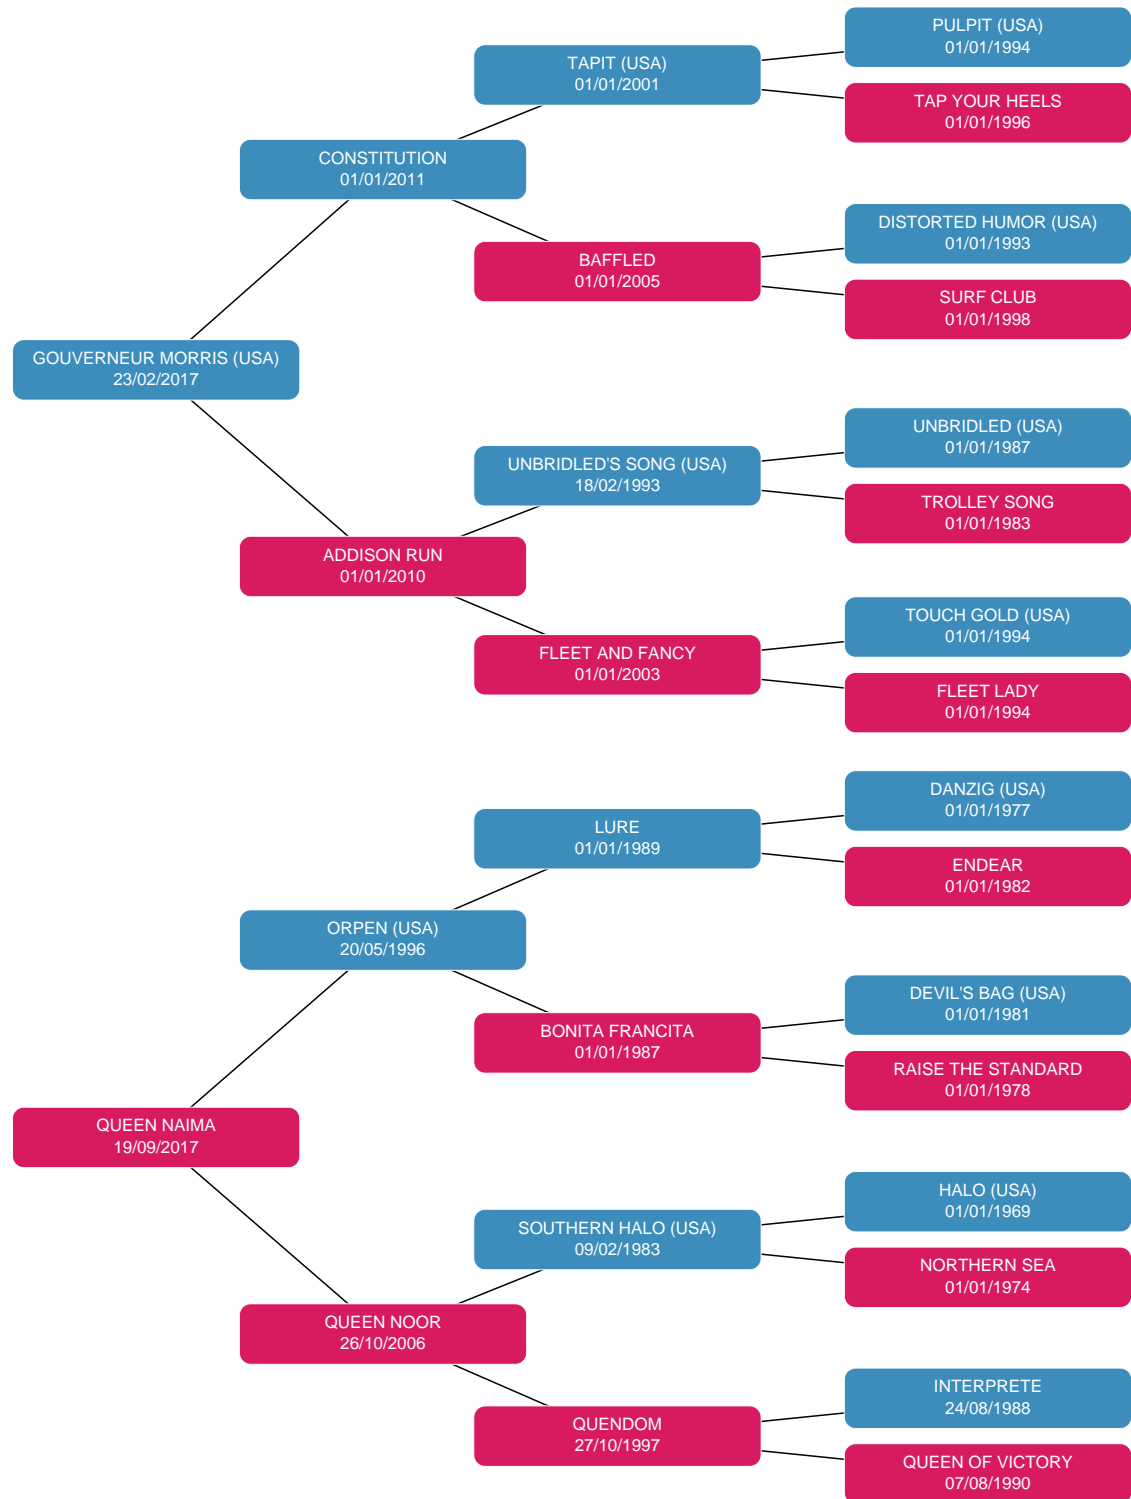 PULPIT (USA)
01/01/1994
TAPIT (USA)
01/01/2001
TAP YOUR HEELS
01/01/1996
CONSTITUTION
01/01/2011
DISTORTED HUMOR (USA)
01/01/1993
BAFFLED
01/01/2005
SURF CLUB
01/01/1998
GOUVERNEUR MORRIS (USA)
23/02/2017
UNBRIDLED (USA)
01/01/1987
UNBRIDLED'S SONG (USA)
18/02/1993
TROLLEY SONG
01/01/1983
ADDISON RUN
01/01/2010
TOUCH GOLD (USA)
01/01/1994
FLEET AND FANCY
01/01/2003
FLEET LADY
01/01/1994
DANZIG (USA)
01/01/1977
LURE
01/01/1989
ENDEAR
01/01/1982
ORPEN (USA)
20/05/1996
DEVIL'S BAG (USA)
01/01/1981
BONITA FRANCITA
01/01/1987
RAISE THE STANDARD
01/01/1978
QUEEN NAIMA
19/09/2017
HALO (USA)
01/01/1969
SOUTHERN HALO (USA)
09/02/1983
NORTHERN SEA
01/01/1974
QUEEN NOOR
26/10/2006
INTERPRETE
24/08/1988
QUENDOM
27/10/1997
QUEEN OF VICTORY
07/08/1990